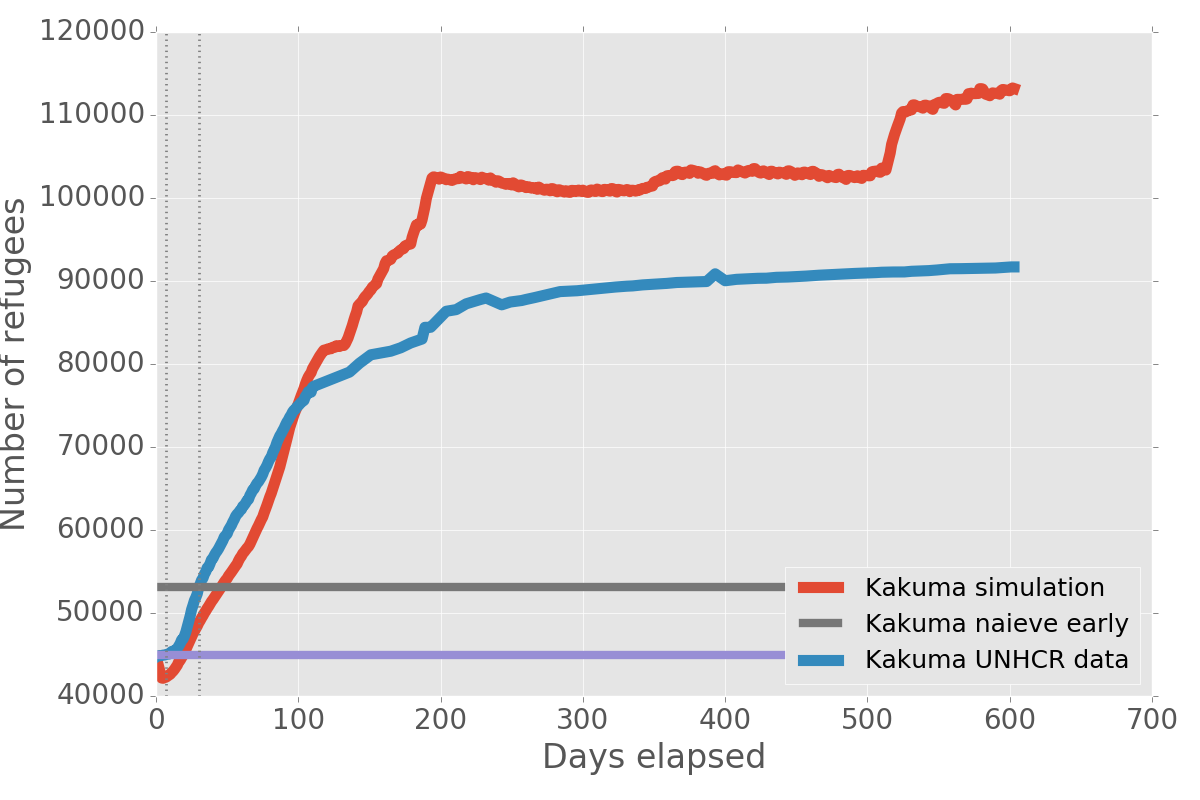 120000
110000
100000
90000
80000
70000
60000
50000
40000
Number of refugees
Kakuma simulation
Kakuma naieve early
Kakuma UNHCR data
0 100 200 300 400 500 600 700
Days elapsed